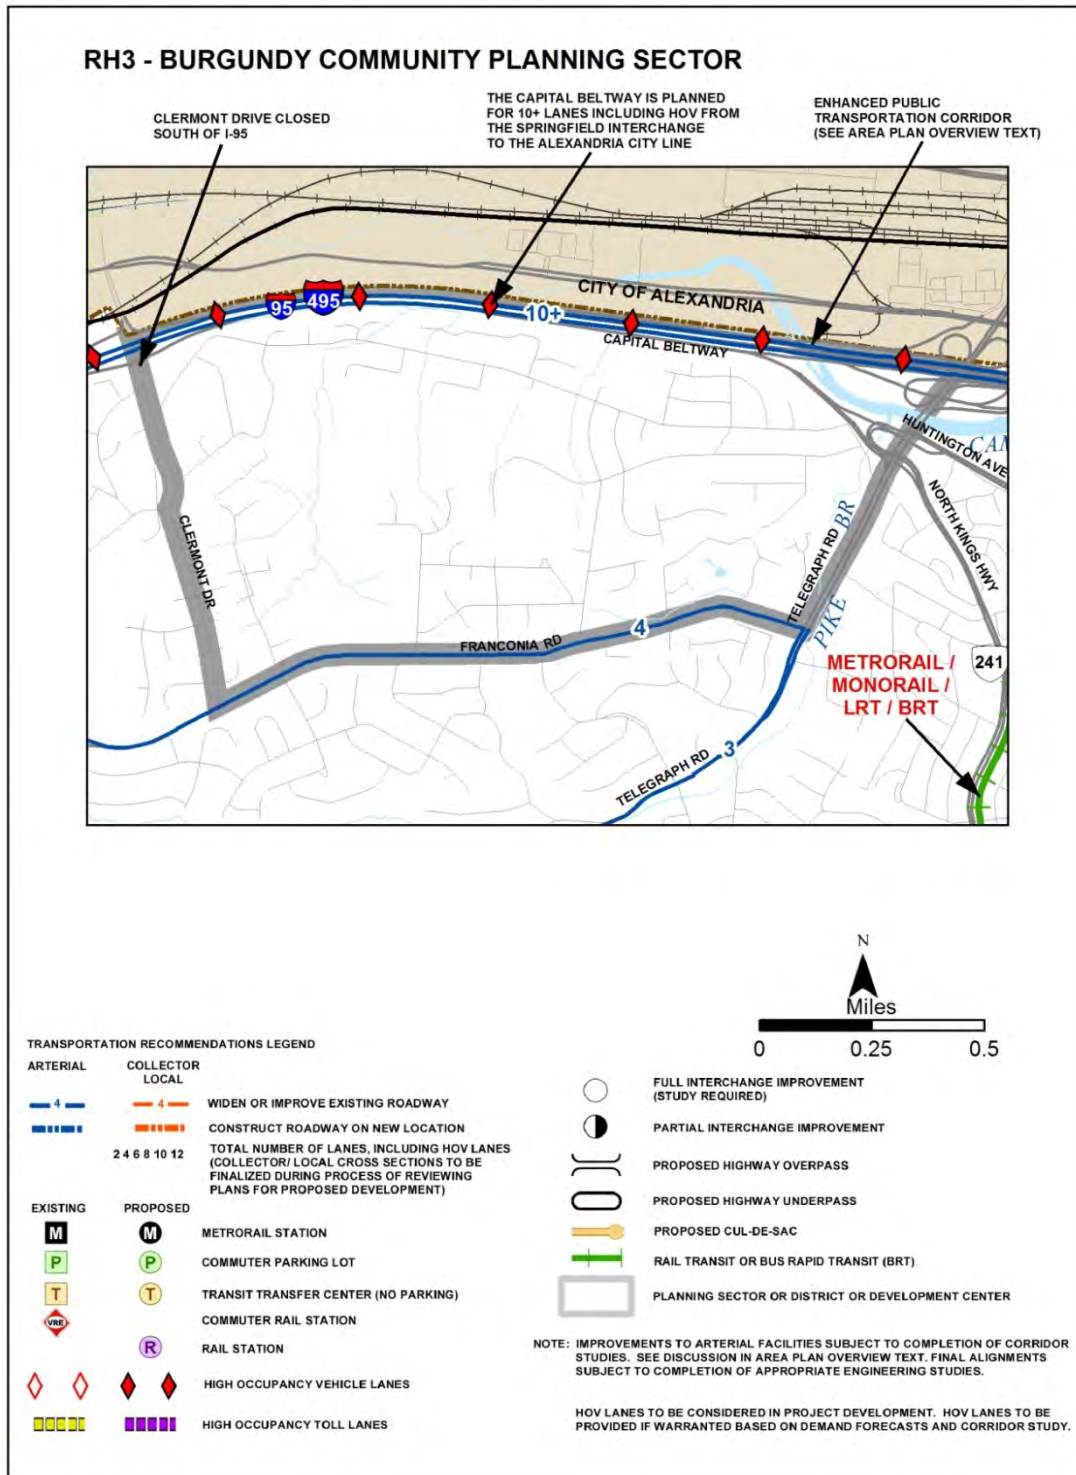 RH3 - BURGUNDY COMMUNITY PLANNING SECTOR
CLERMONT DRIVE CLOSED
SOUTH OF I-95
THE CAPITAL BELTWAY IS PLANNED
FOR 10+ LANES INCLUDING HOV FROM
THE SPRINGFIELD INTERCHANGE
TO THE ALEXANDRIA CITY LINE
ENHANCED PUBLIC
TRANSPORTATION CORRIDOR
(SEE AREA PLAN OVERVIEW TEXT)
CITY OF ALEXANDRIA
95
495
10+
CAPITAL BELTWAY
HUNTINGTON AVE
CAM
NORTH KINGS HWY
CLERMONT DR
TELEGRAPH RD
PIKE BR
FRANCONIA RD
4
241
METRORAIL /
MONORAIL /
LRT / BRT
TELEGRAPH RD
3
N
Miles
0 0.25 0.5
TRANSPORTATION RECOMMENDATIONS LEGEND
ARTERIAL
COLLECTOR
LOCAL
4 4 WIDEN OR IMPROVE EXISTING ROADWAY
CONSTRUCT ROADWAY ON NEW LOCATION
2 4 6 8 10 12 TOTAL NUMBER OF LANES, INCLUDING HOV LANES
(COLLECTOR/ LOCAL CROSS SECTIONS TO BE
FINALIZED DURING PROCESS OF REVIEWING
PLANS FOR PROPOSED DEVELOPMENT)
EXISTING PROPOSED
M M METRORAIL STATION
P P COMMUTER PARKING LOT
T T TRANSIT TRANSFER CENTER (NO PARKING)
VRE COMMUTER RAIL STATION
R RAIL STATION
HIGH OCCUPANCY VEHICLE LANES
HIGH OCCUPANCY TOLL LANES
FULL INTERCHANGE IMPROVEMENT
(STUDY REQUIRED)
PARTIAL INTERCHANGE IMPROVEMENT
PROPOSED HIGHWAY OVERPASS
PROPOSED HIGHWAY UNDERPASS
PROPOSED CUL-DE-SAC
RAIL TRANSIT OR BUS RAPID TRANSIT (BRT)
PLANNING SECTOR OR DISTRICT OR DEVELOPMENT CENTER
NOTE: IMPROVEMENTS TO ARTERIAL FACILITIES SUBJECT TO COMPLETION OF CORRIDOR
STUDIES. SEE DISCUSSION IN AREA PLAN OVERVIEW TEXT. FINAL ALIGNMENTS
SUBJECT TO COMPLETION OF APPROPRIATE ENGINEERING STUDIES.
HOV LANES TO BE CONSIDERED IN PROJECT DEVELOPMENT. HOV LANES TO BE
PROVIDED IF WARRANTED BASED ON DEMAND FORECASTS AND CORRIDOR STUDY.